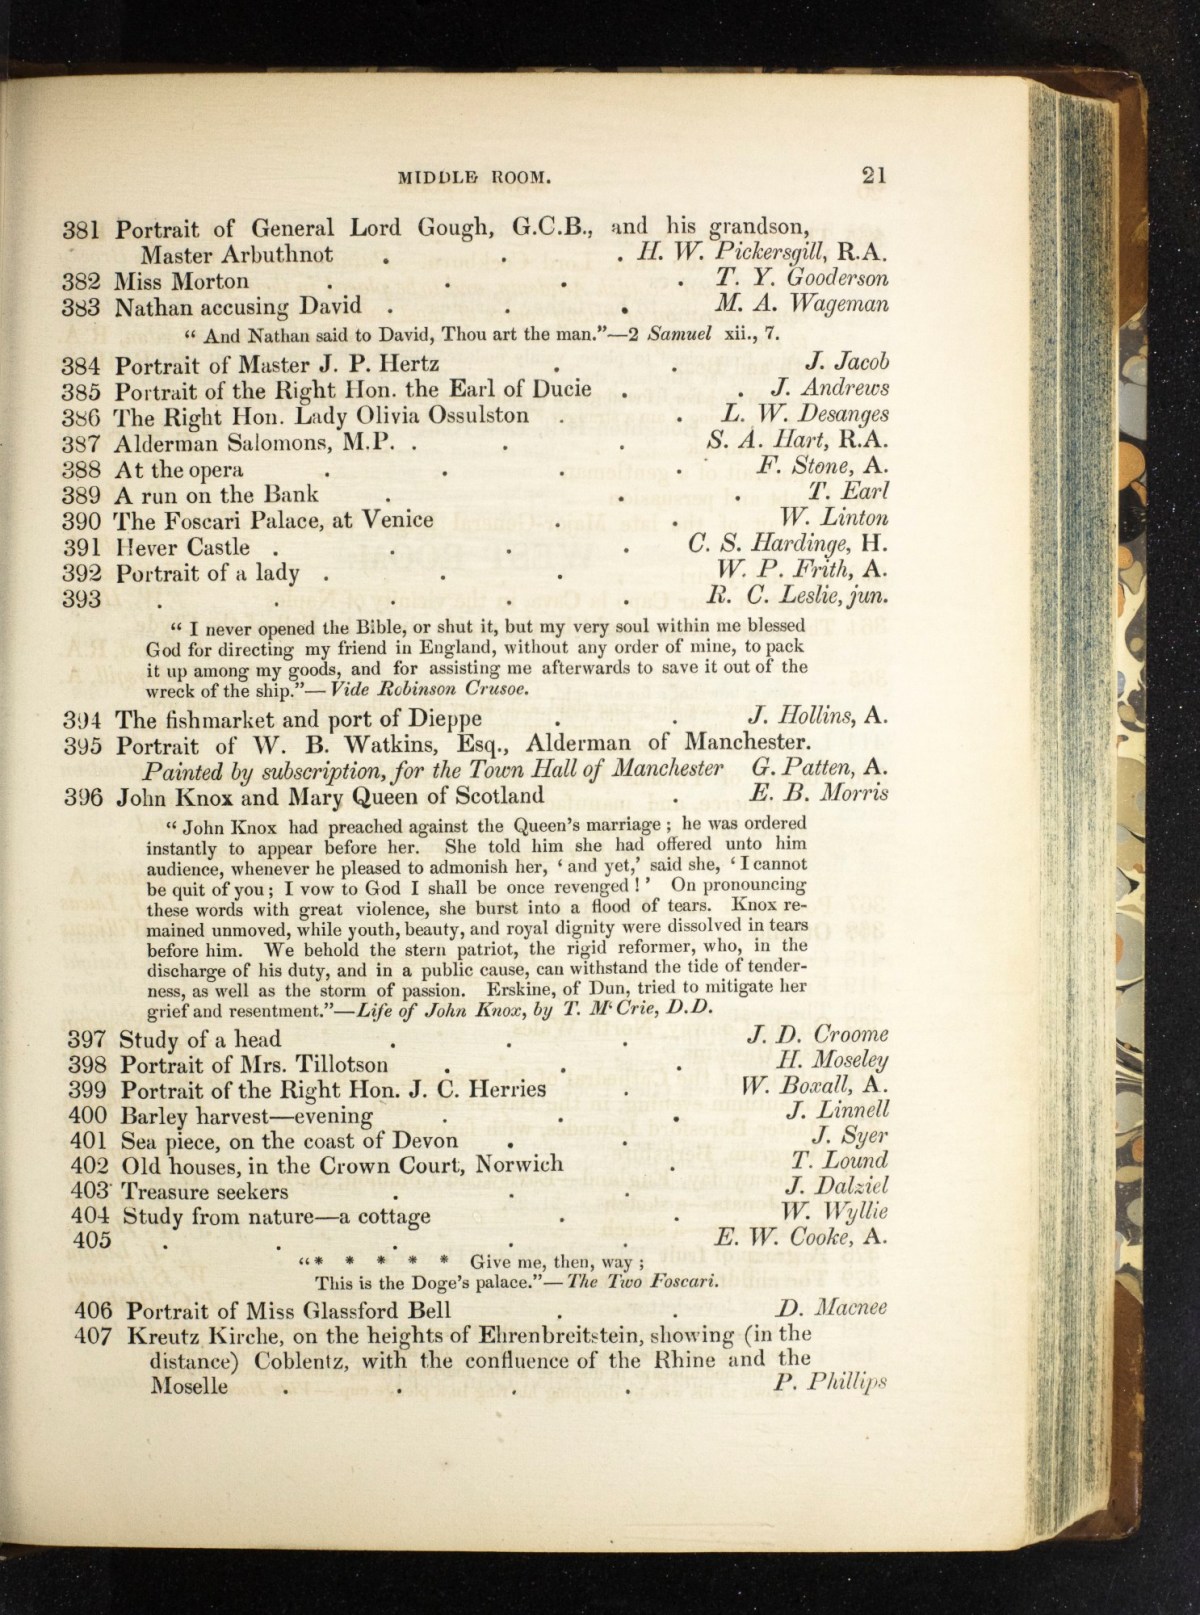 MIDDLE ROOM. 21
381 Portrait of General Lord Gough, G.C.B., and his grandson,
Master Arbuthnot . . . H. W. Pickersgill, R.A.
382 Miss Morton . . . . T. Y. Gooderson
383 Nathan accusing David . . . M. A. Wageman
“ And Nathan said to David, Thou art the man.”—2 Samuel xii., 7.
384 Portrait of Master J. P. Hertz . . J. Jacob
385 Portrait of the Right Hon. the Earl of Ducie . . J. Andrews
386 The Right Hon. Lady Olivia Ossulston . . L. W. Desanges
387 Alderman Salomons, M.P. . . . S. A. Hart, R.A.
388 At the opera . . . . F. Stone, A.
389 A run on the Bank . . . T. Earl
390 The Foscari Palace, at Venice . . W. Linton
391 Hever Castle . . . . C. S. Hardinge, H.
392 Portrait of a lady . . . W. P. Frith, A.
393 . . . . . R. C. Leslie, jun.
“ I never opened the Bible, or shut it, but my very soul within me blessed
God for directing my friend in England, without any order of mine, to pack
it up among my goods, and for assisting me afterwards to save it out of the
wreck of the ship.”—Vide Robinson Crusoe.
394 The fishmarket and port of Dieppe . . J. Hollins, A.
395 Portrait of W. B. Watkins, Esq., Alderman of Manchester.
Painted by subscription, for the Town Hall of Manchester G. Patten, A.
396 John Knox and Mary Queen of Scotland . E. B. Morris
“ John Knox had preached against the Queen’s marriage ; he was ordered
instantly to appear before her. She told him she had offered unto him
audience, whenever he pleased to admonish her, ‘ and yet,’ said she, ‘ I cannot
be quit of you ; I vow to God I shall be once revenged ! ’ On pronouncing
these words with great violence, she burst into a flood of tears. Knox re-
mained unmoved, while youth, beauty, and royal dignity were dissolved in tears
before him. We behold the stern patriot, the rigid reformer, who, in the
discharge of his duty, and in a public cause, can withstand the tide of tender-
ness, as well as the storm of passion. Erskine, of Dun, tried to mitigate her
grief and resentment.”—Life of John Knox, by T. M‘Crie, D.D.
397 Study of a head . . . J. D. Croome
398 Portrait of Mrs. Tillotson . . . H. Moseley
399 Portrait of the Right Hon. J. C. Herries . W. Boxall, A.
400 Barley harvest—evening . . . J. Linnell
401 Sea piece, on the coast of Devon . . J. Syer
402 Old houses, in the Crown Court, Norwich . T. Lound
403 Treasure seekers . . . J. Dalziel
404 Study from nature—a cottage . . W. Wyllie
405 . . . . . E. W. Cooke, A.
“* * * * * Give me, then, way ;
This is the Doge’s palace.”—The Two Foscari.
406 Portrait of Miss Glassford Bell . . D. Macnee
407 Kreutz Kirche, on the heights of Ehrenbreitstein, showing (in the
distance) Coblentz, with the confluence of the Rhine and the
Moselle . . . . P. Phillips